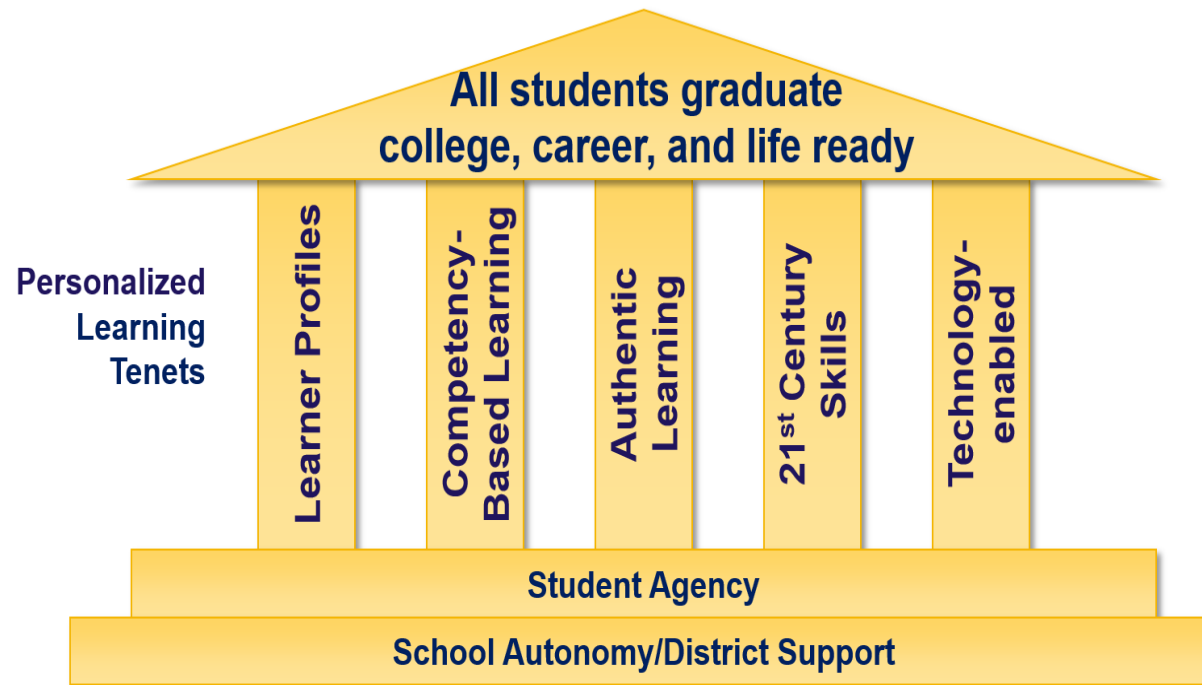 All students graduate
college, career, and life ready
Personalized
Learning
Tenets
Learner Profiles
Competency-
Based Learning
Authentic
Learning
21st Century
Skills
Technology-
enabled
Student Agency
School Autonomy/District Support